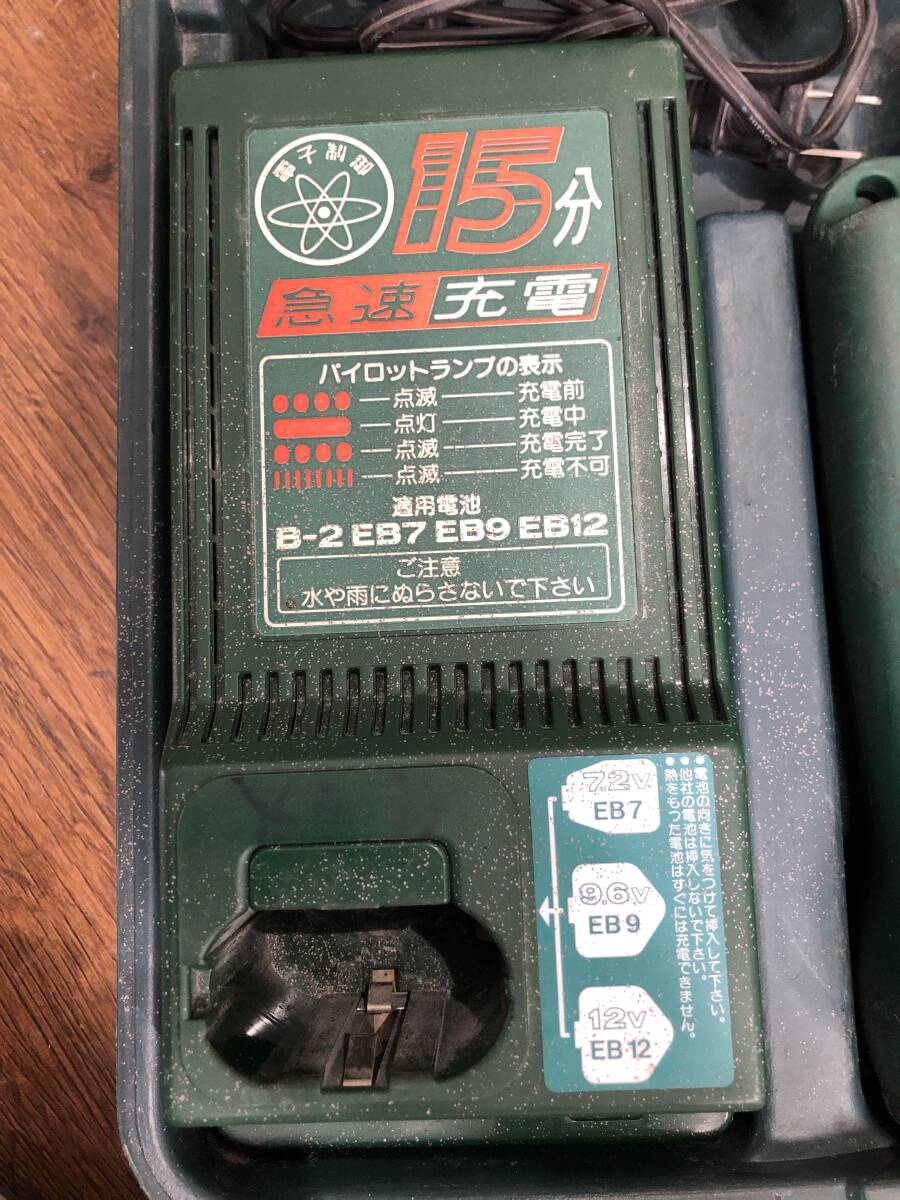 電子制御
15分
急速充電
パイロットランプの表示
点滅 充電前
点灯 充電中
点滅 充電完了
点滅 充電不可
適用電池
B-2 EB7 EB9 EB12
ご注意
水や雨にぬらさないで下さい
7.2V
EB7
9.6V
EB9
12V
EB12
●電池の向きに気をつけて挿入して下さい。
●他社の電池は挿入しないで下さい。
●熱をもった電池はすぐには充電できません。